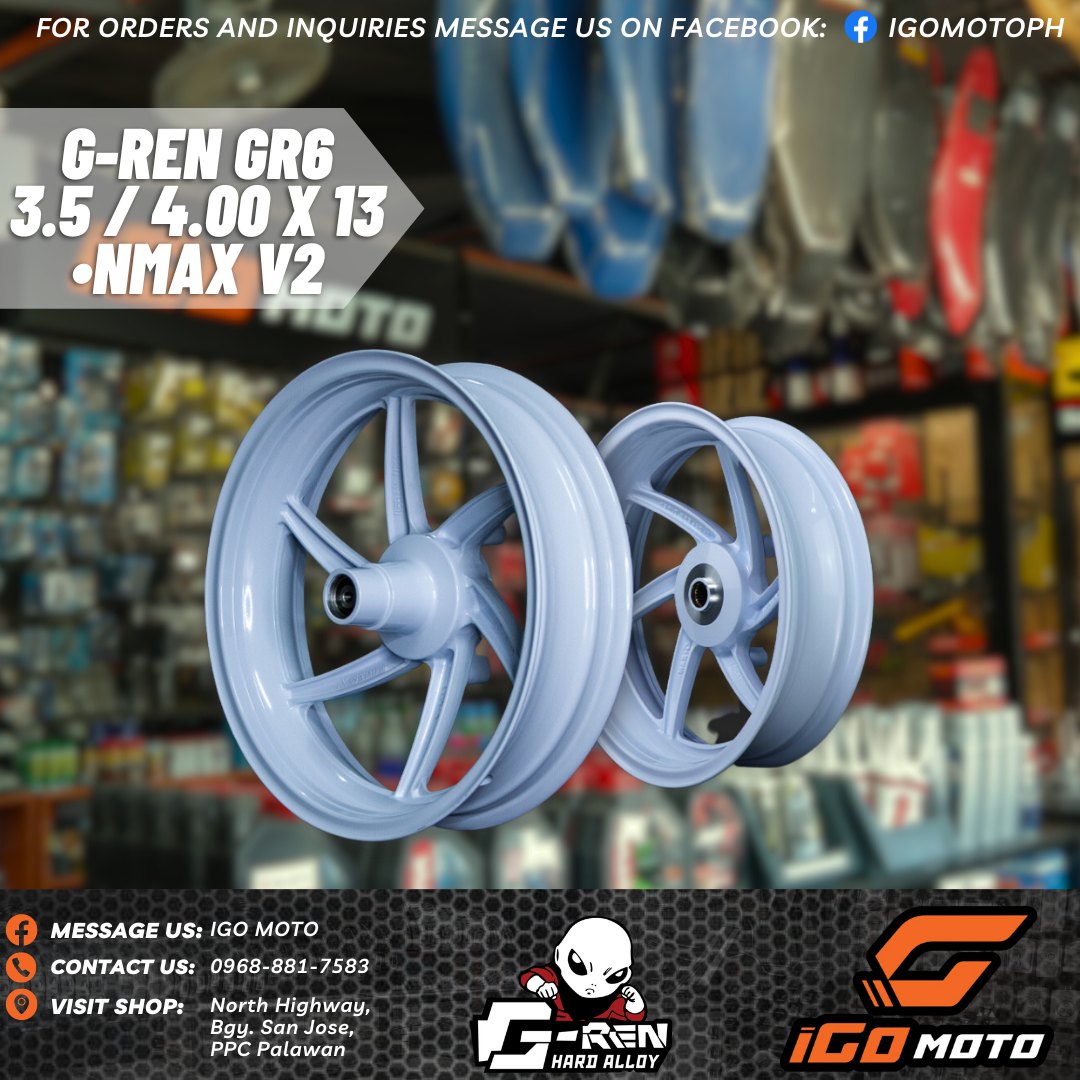 FOR ORDERS AND INQUIRIES MESSAGE US ON FACEBOOK: IGOMOTOPH
G-REN GR6
3.5 / 4.00 X 13
•NMAX V2
MOTO
MESSAGE US: IGO MOTO
CONTACT US: 0968-881-7583
VISIT SHOP: North Highway,
Bgy. San Jose,
PPC Palawan
G-REN
HARD ALLOY
iGO MOTO